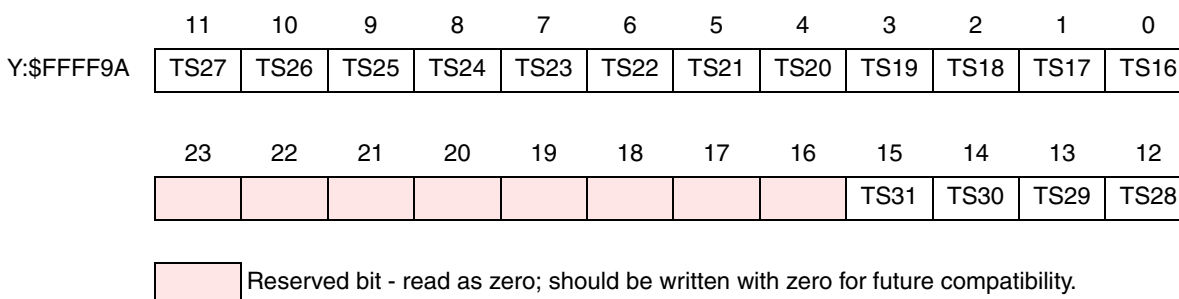 11 10 9 8 7 6 5 4 3 2 1 0
Y:$FFFF9A TS27 TS26 TS25 TS24 TS23 TS22 TS21 TS20 TS19 TS18 TS17 TS16
23 22 21 20 19 18 17 16 15 14 13 12
TS31 TS30 TS29 TS28
Reserved bit - read as zero; should be written with zero for future compatibility.